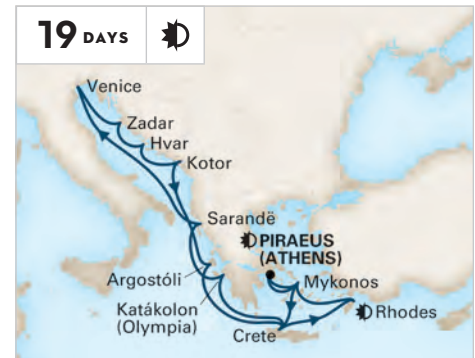 19 DAYS
Venice
Zadar
Hvar
Kotor
Sarandë
PIRAEUS
(ATHENS)
Argostóli
Mykonos
Katákolon
(Olympia)
Rhodes
Crete